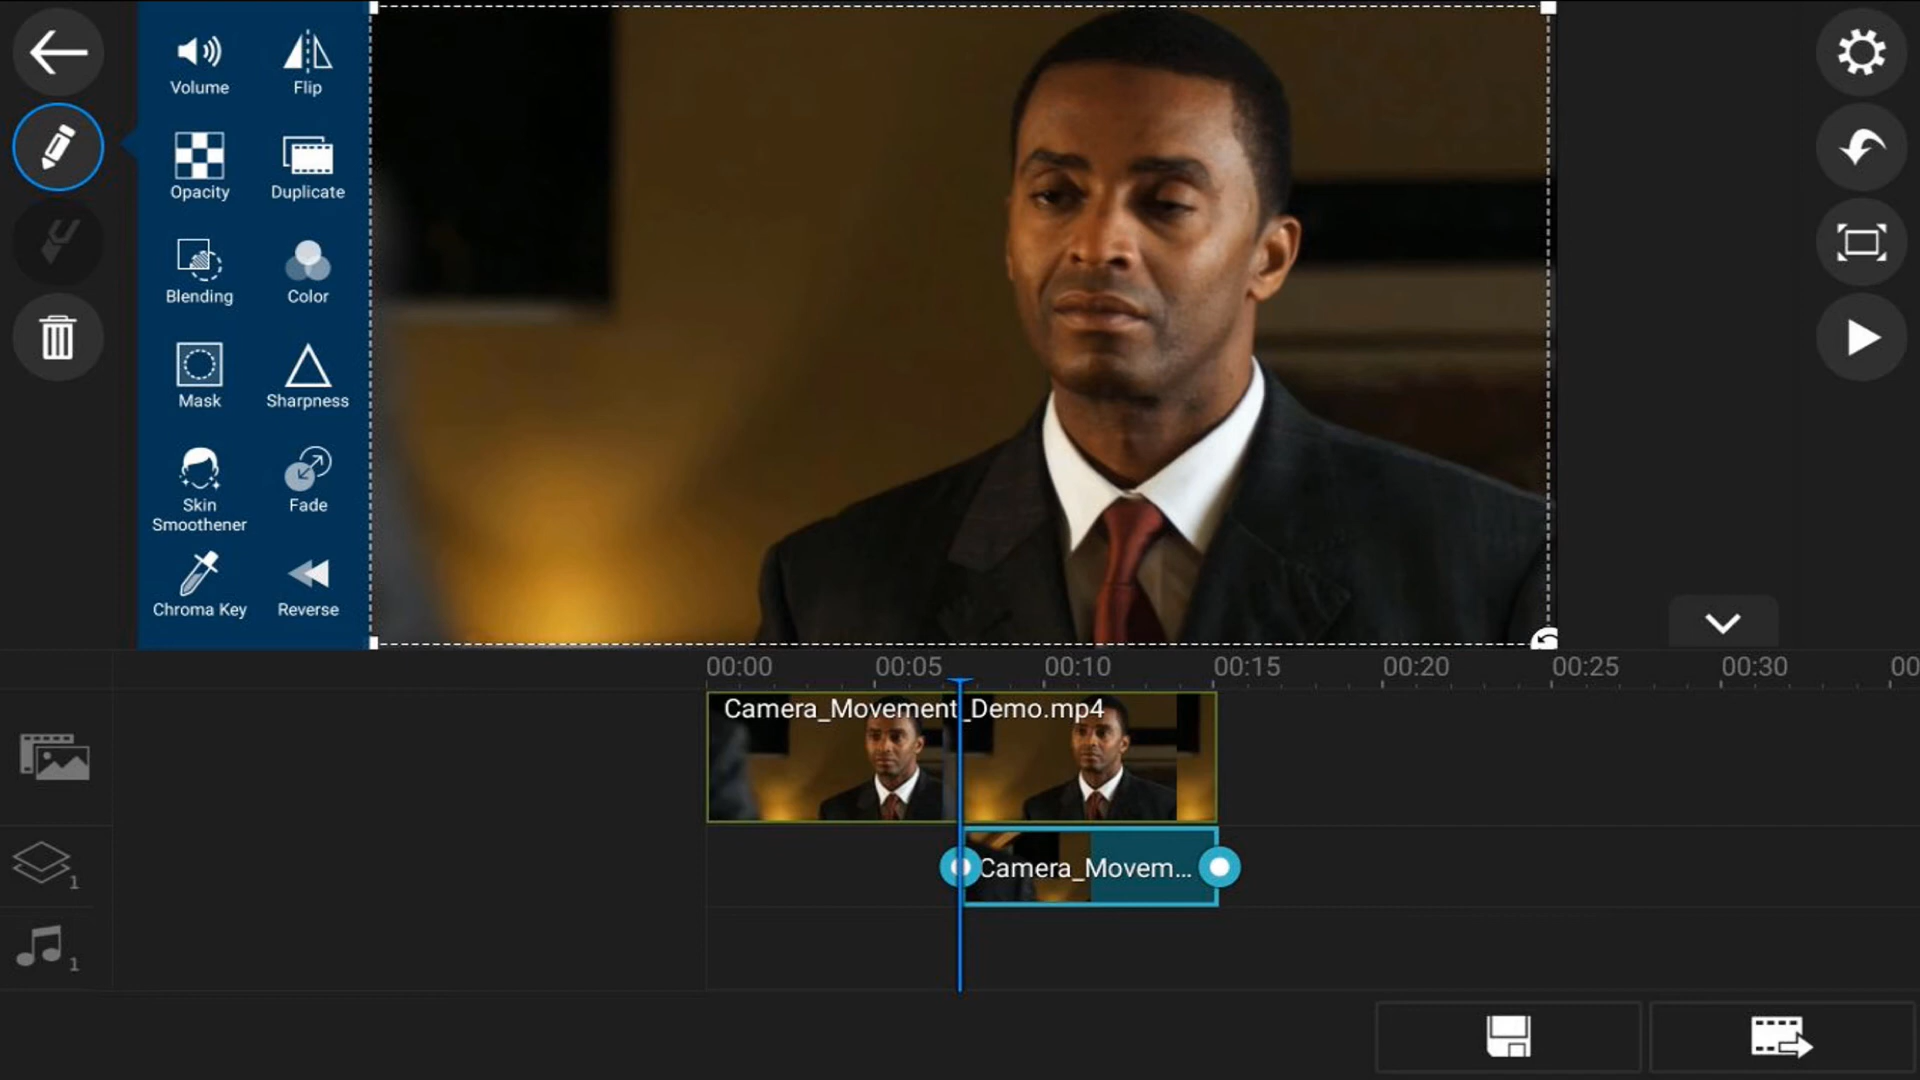 Volume
Flip
Opacity
Duplicate
Blending
Color
Mask
Sharpness
Skin
Smoothener
Fade
Chroma Key
Reverse
00:00 00:05 00:10 00:15 00:20 00:25 00:30 00
Camera_Movement_Demo.mp4
Camera_Movem...
1
1